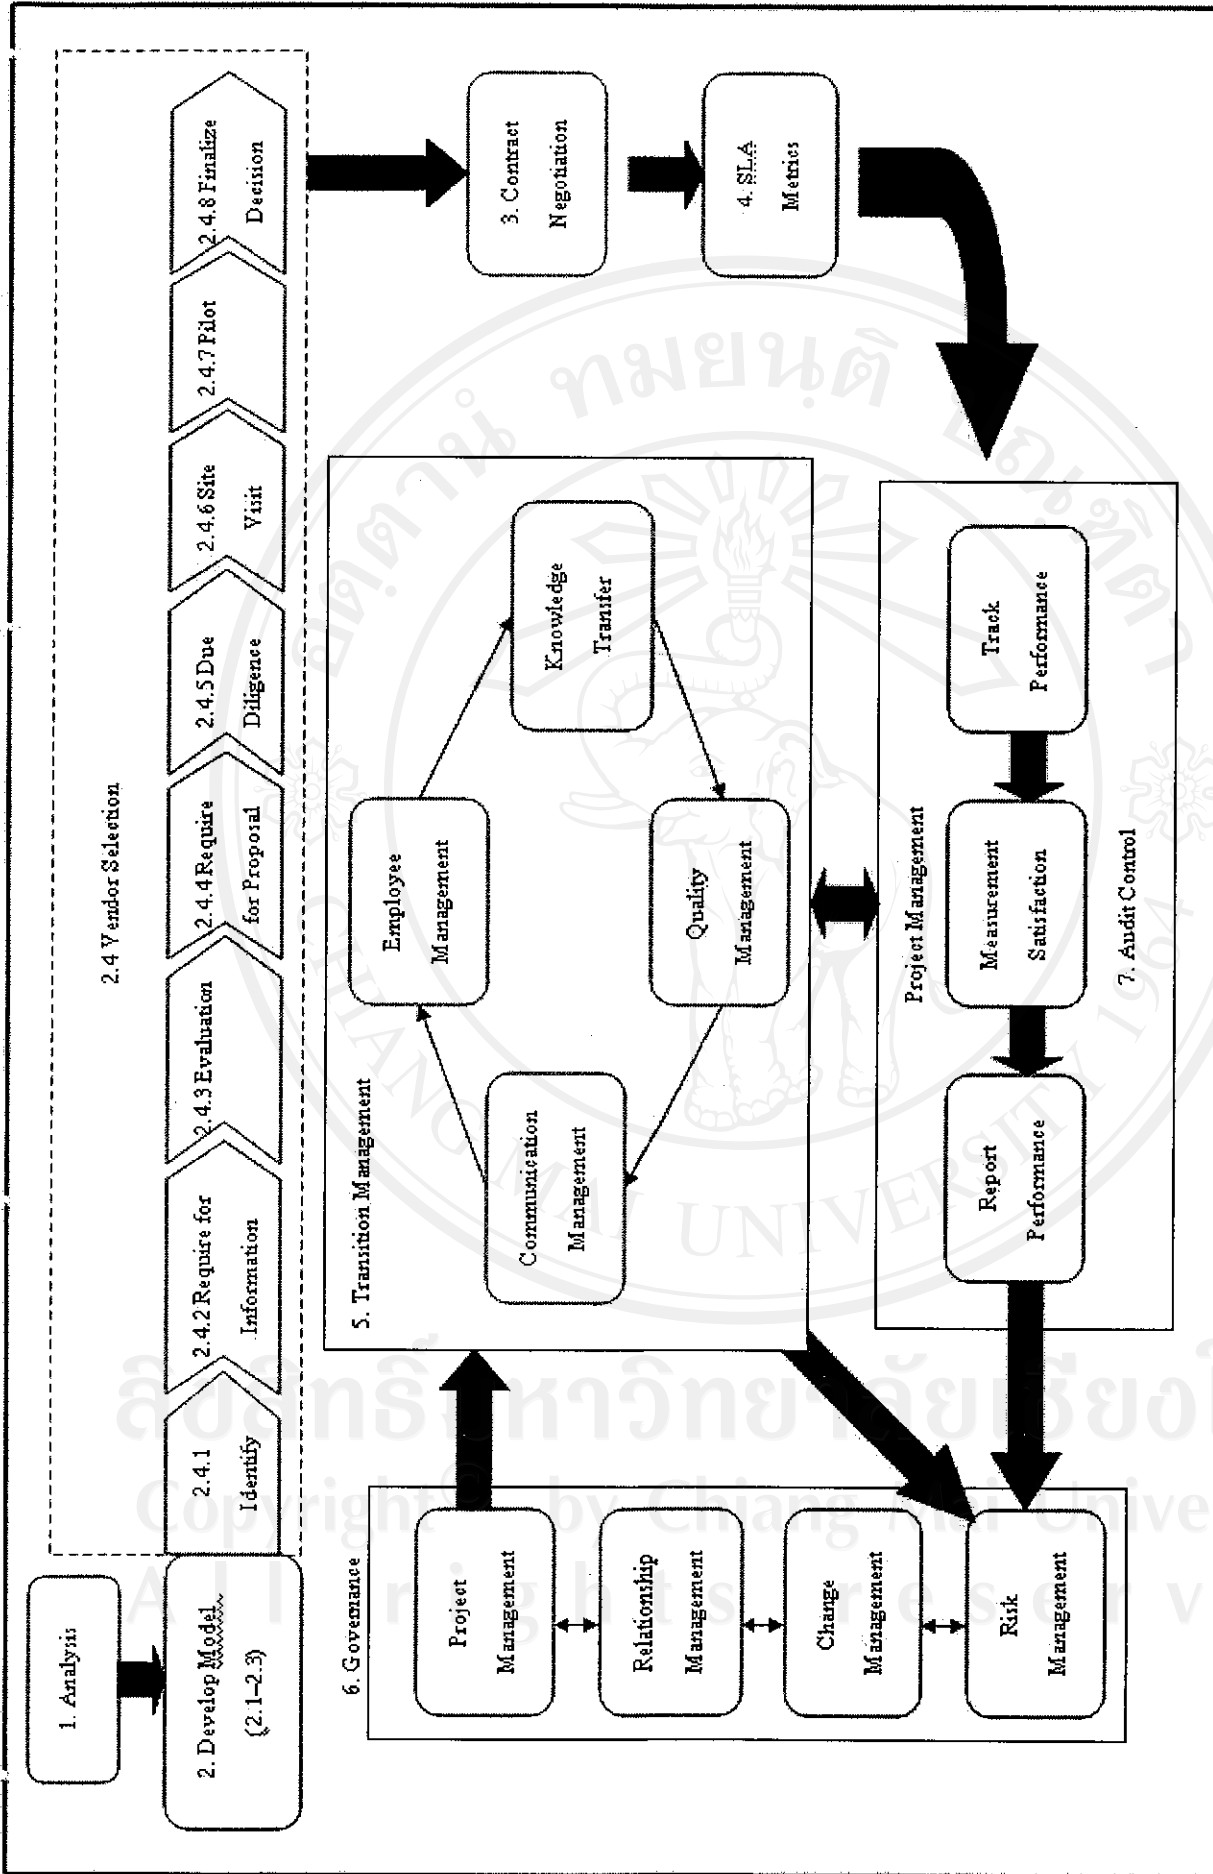 1. Analysis
2. Develop Model
(2.1–2.3)
2.4 Vendor Selection
2.4.1
Identify
2.4.2 Require for
Information
2.4.3 Evaluation
2.4.4 Require
for Proposal
2.4.5 Due
Diligence
2.4.6 Site
Visit
2.4.7 Pilot
2.4.8 Finalize
Decision
3. Contract
Negotiation
4. SLA
Metrics
5. Transition Management
Employee
Management
Communication
Management
Knowledge
Transfer
Quality
Management
6. Governance
Project
Management
Relationship
Management
Change
Management
Risk
Management
Project Management
Report
Performance
Measurement
Satisfaction
Track
Performance
7. Audit Control
CHIANG MAI UNIVERSITY 1964
Copyright © by Chiang Mai Unive
All rights reserv